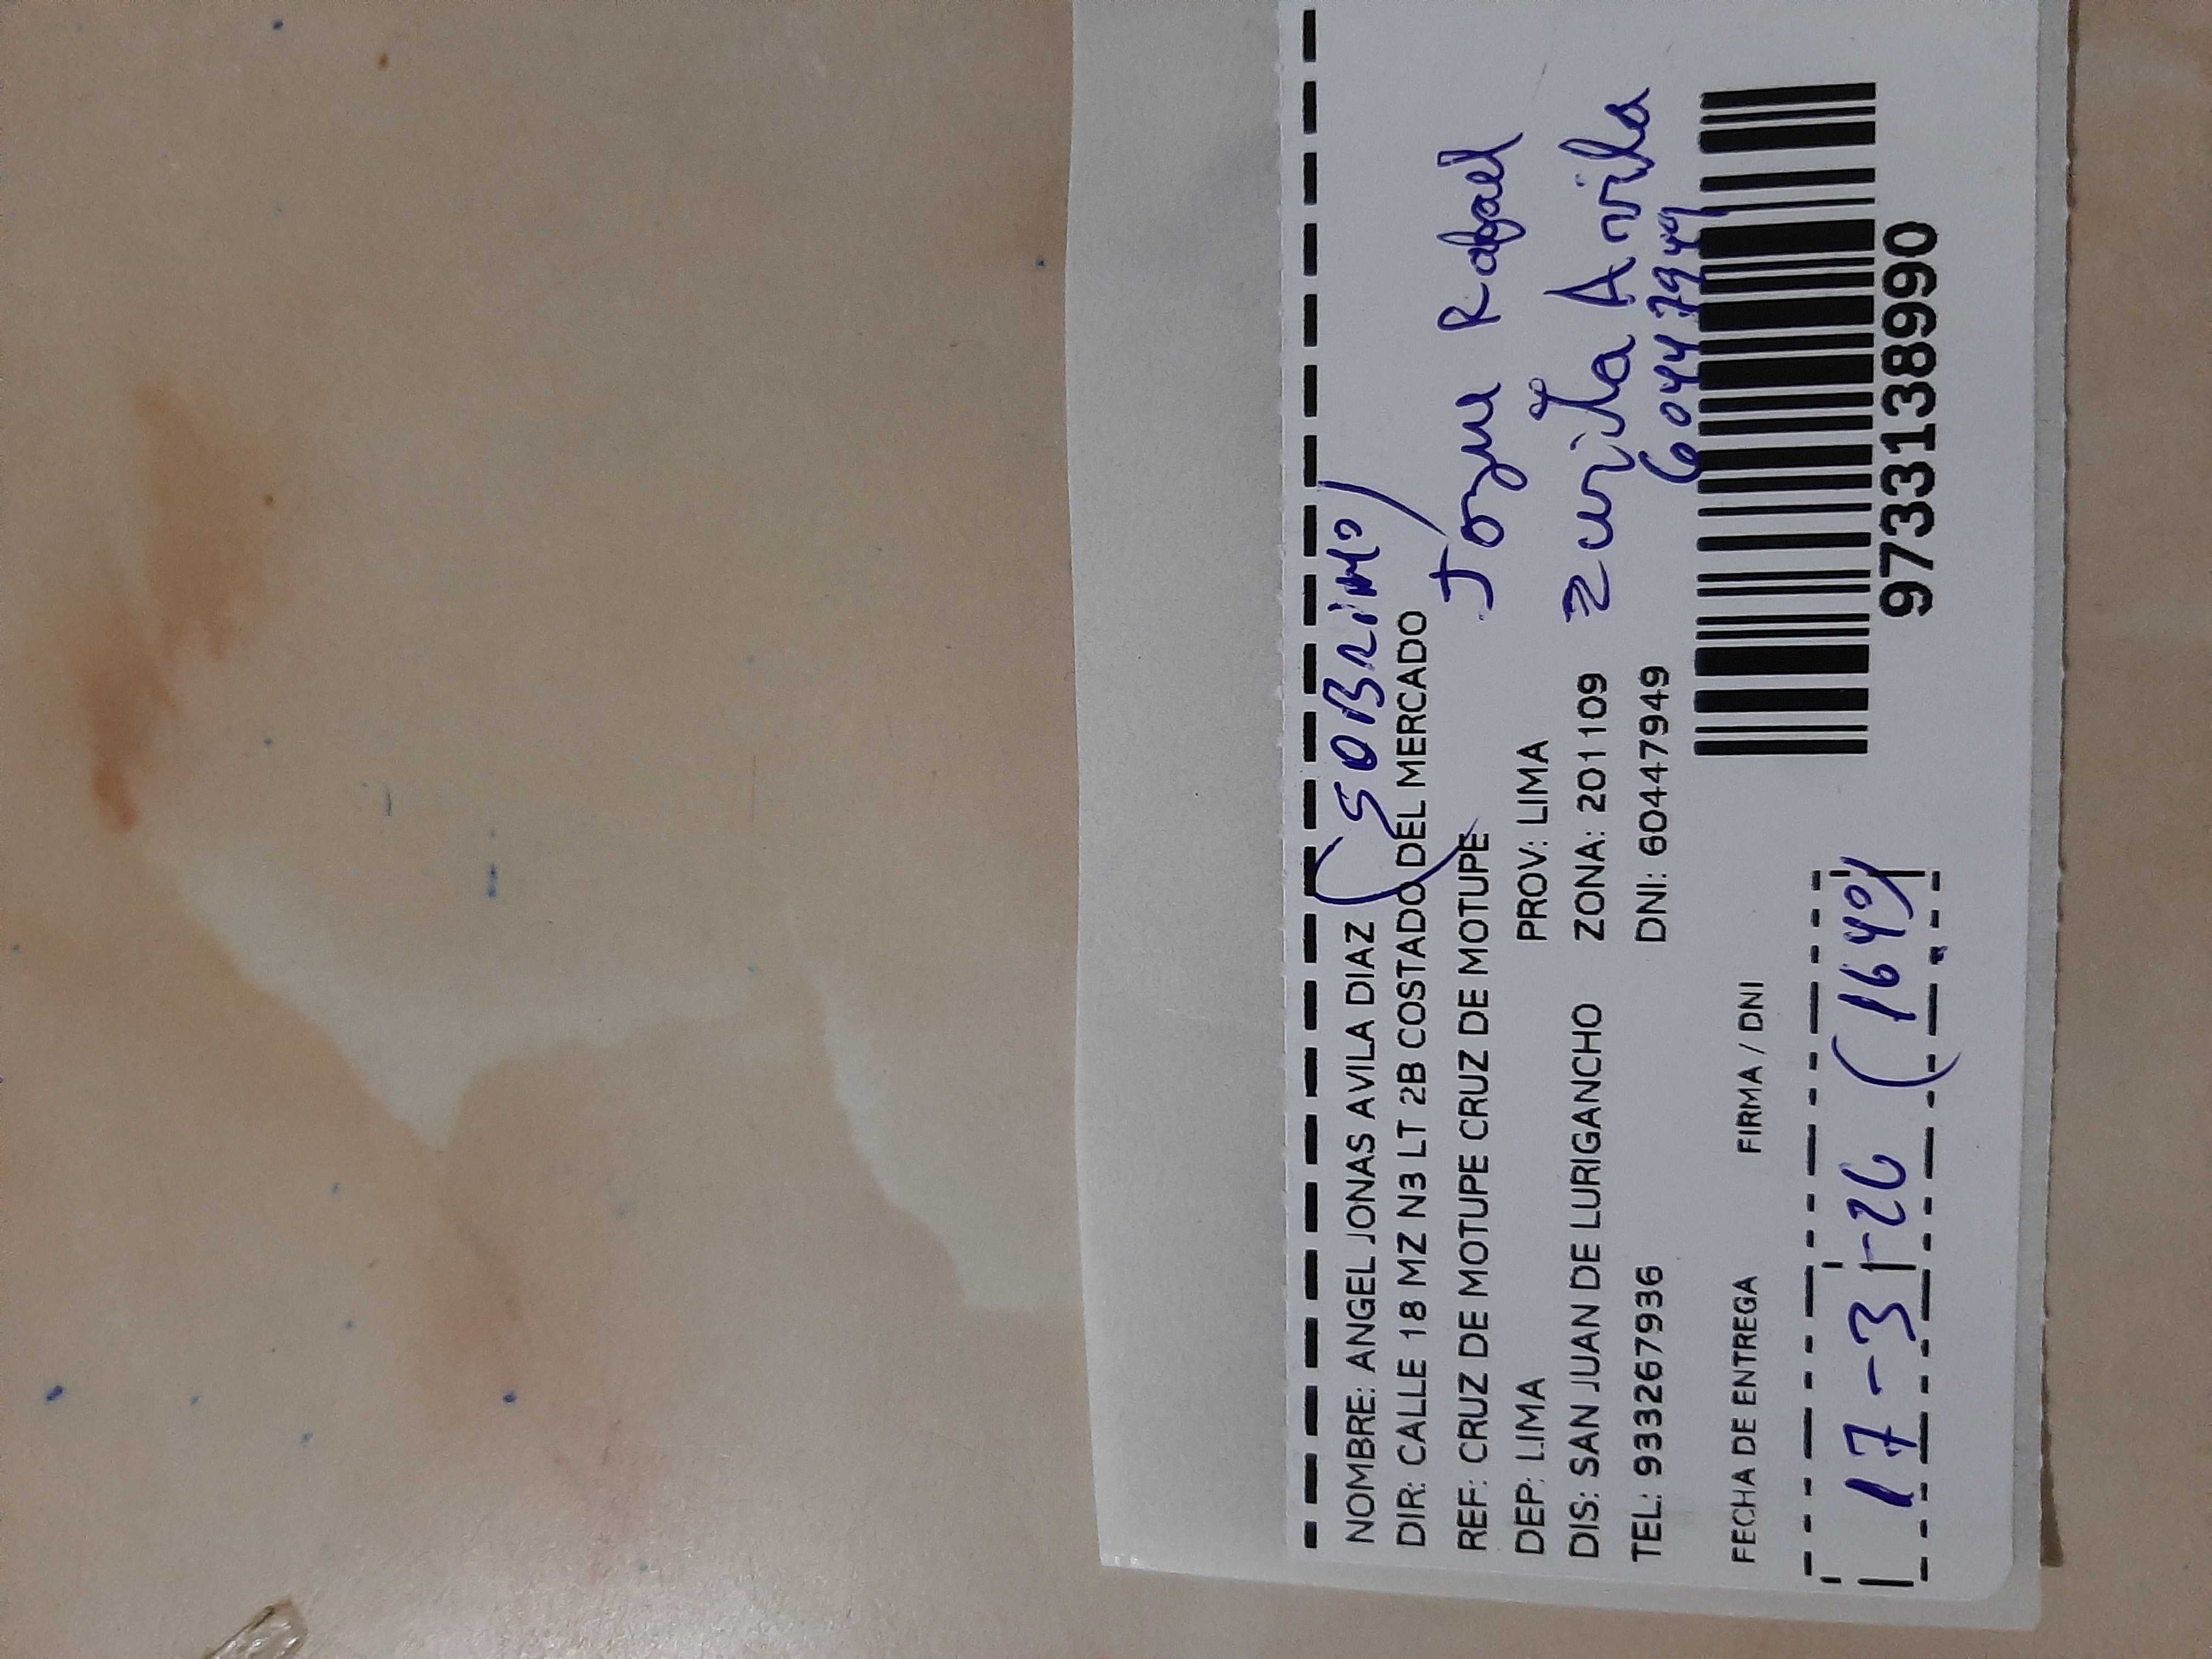 NOMBRE: ANGEL JONAS AVILA DIAZ (SOBRINO)
DIR: CALLE 18 MZ N3 LT 2B COSTADO DEL MERCADO
REF: CRUZ DE MOTUPE CRUZ DE MOTUPE
DEP: LIMA PROV: LIMA
DIS: SAN JUAN DE LURIGANCHO ZONA: 201109
TEL: 933267936 DNI: 60447949
Josue Rafael
Zurita Avila
60447949
FECHA DE ENTREGA FIRMA / DNI
17-3-26 (1640)
9733138990